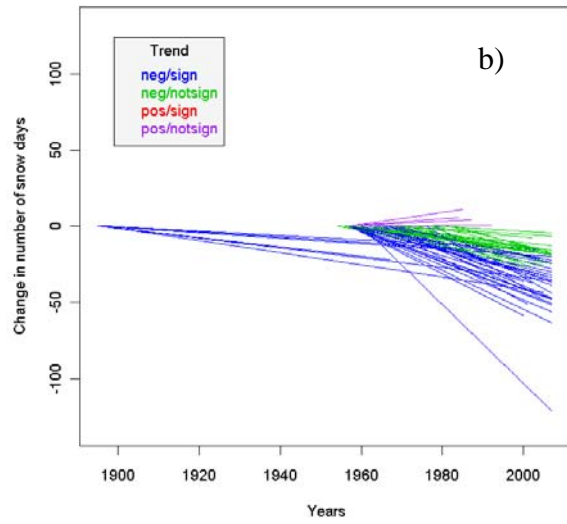 b)
Trend
neg/sign
neg/notsign
pos/sign
pos/notsign
Change in number of snow days
100
50
0
-50
-100
1900 1920 1940 1960 1980 2000
Years